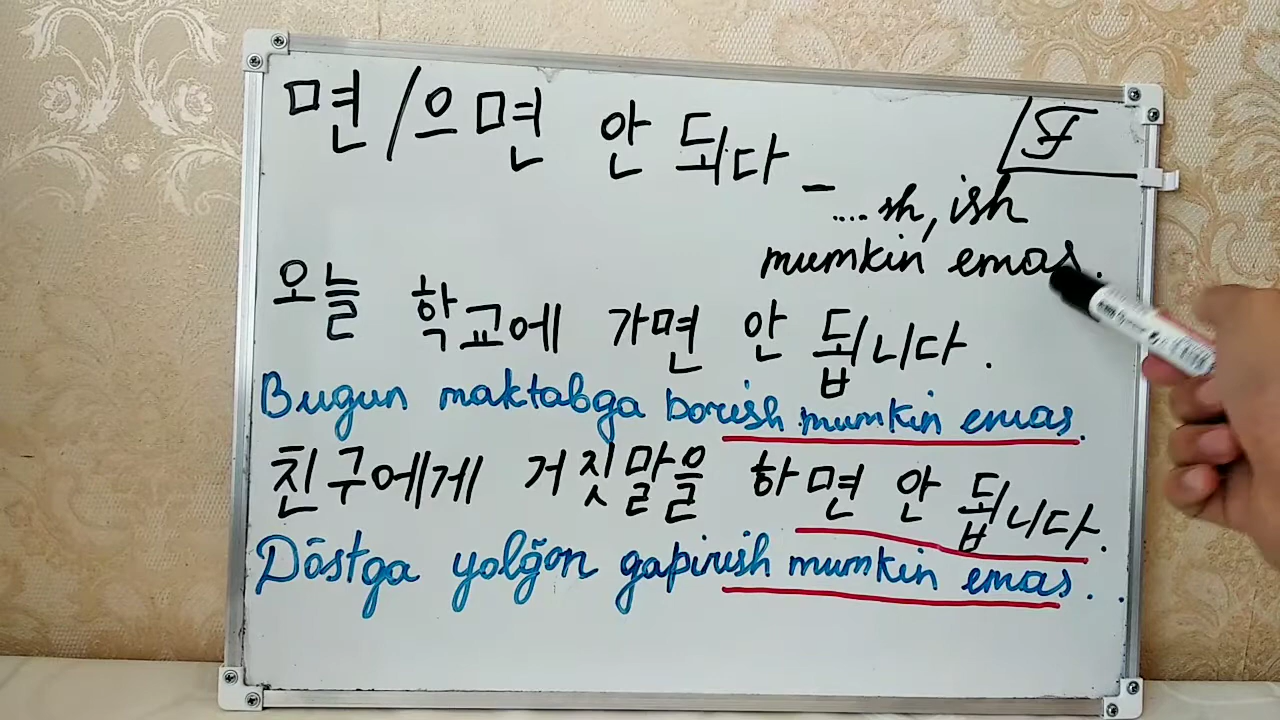 면/으면 안 되다 -
.... sh, ish
mumkin emas.
오늘 학교에 가면 안 됩니다.
Bugun maktabga borish mumkin emas.
친구에게 거짓말을 하면 안 됩니다.
Dōstga yolğon gapirish mumkin emas.